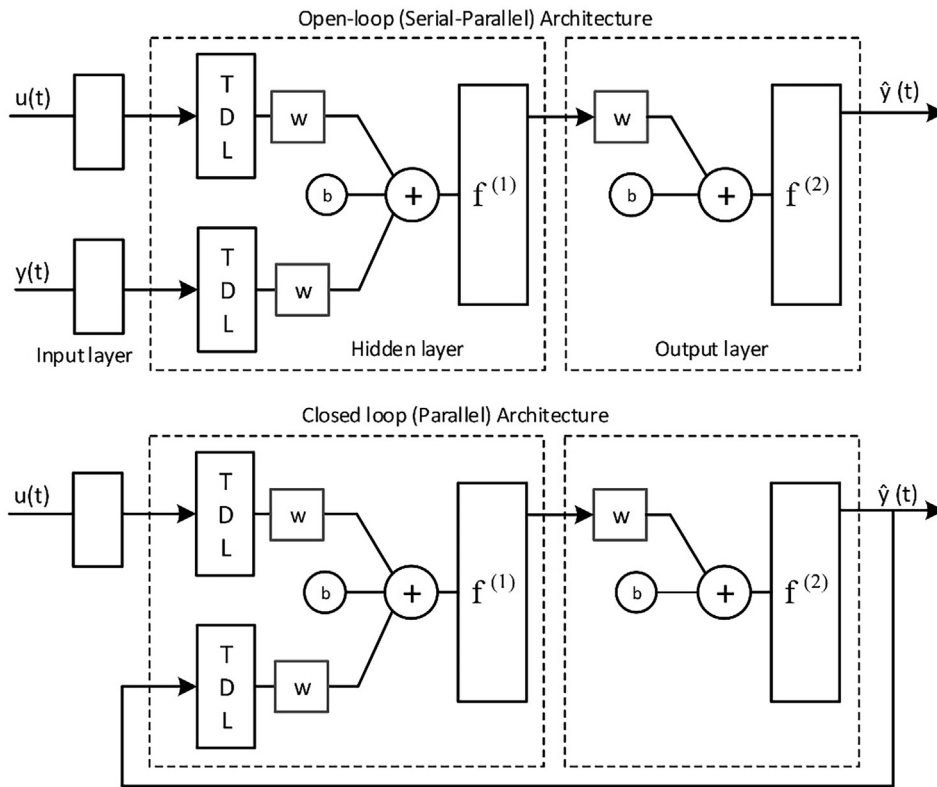 Open-loop (Serial-Parallel) Architecture
u(t)
T
D
L
w
b
+
f (1)
w
b
+
f (2)
ŷ (t)
y(t)
T
D
L
w
Input layer
Hidden layer
Output layer
Closed loop (Parallel) Architecture
u(t)
T
D
L
w
b
+
f (1)
w
b
+
f (2)
ŷ (t)
T
D
L
w